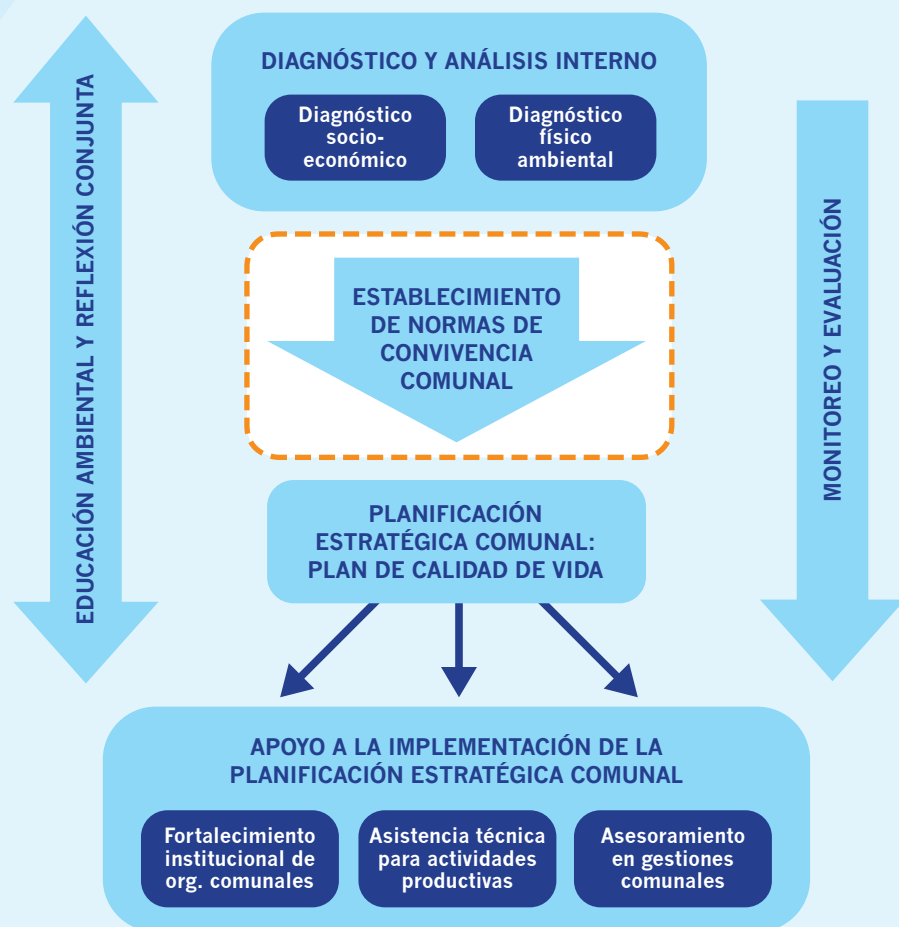 DIAGNÓSTICO Y ANÁLISIS INTERNO
Diagnóstico
socio-
económico
Diagnóstico
físico
ambiental
EDUCACIÓN AMBIENTAL Y REFLEXIÓN CONJUNTA
MONITOREO Y EVALUACIÓN
ESTABLECIMIENTO
DE NORMAS DE
CONVIVENCIA
COMUNAL
PLANIFICACIÓN
ESTRATÉGICA COMUNAL:
PLAN DE CALIDAD DE VIDA
APOYO A LA IMPLEMENTACIÓN DE LA
PLANIFICACIÓN ESTRATÉGICA COMUNAL
Fortalecimiento
institucional de
org. comunales
Asistencia técnica
para actividades
productivas
Asesoramiento
en gestiones
comunales